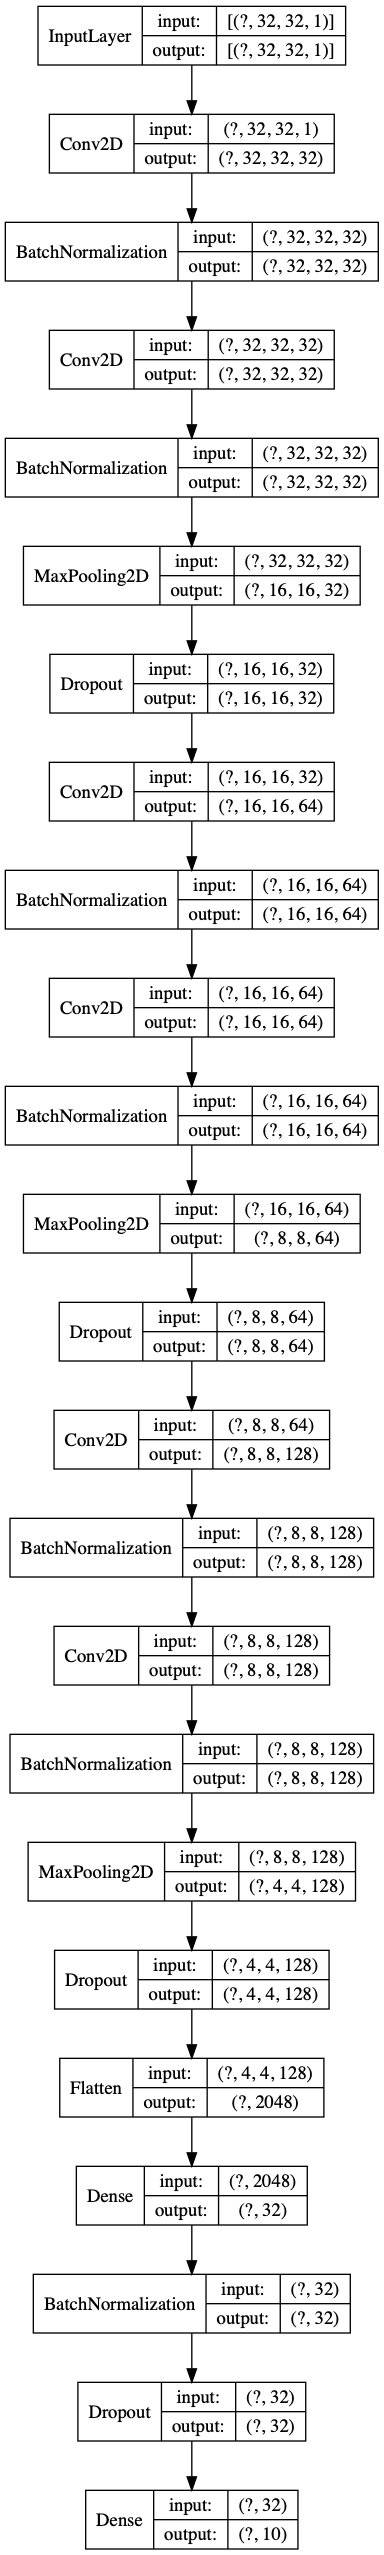 InputLayer
input: [(?, 32, 32, 1)]
output: [(?, 32, 32, 1)]
Conv2D
input: (?, 32, 32, 1)
output: (?, 32, 32, 32)
BatchNormalization
input: (?, 32, 32, 32)
output: (?, 32, 32, 32)
Conv2D
input: (?, 32, 32, 32)
output: (?, 32, 32, 32)
BatchNormalization
input: (?, 32, 32, 32)
output: (?, 32, 32, 32)
MaxPooling2D
input: (?, 32, 32, 32)
output: (?, 16, 16, 32)
Dropout
input: (?, 16, 16, 32)
output: (?, 16, 16, 32)
Conv2D
input: (?, 16, 16, 32)
output: (?, 16, 16, 64)
BatchNormalization
input: (?, 16, 16, 64)
output: (?, 16, 16, 64)
Conv2D
input: (?, 16, 16, 64)
output: (?, 16, 16, 64)
BatchNormalization
input: (?, 16, 16, 64)
output: (?, 16, 16, 64)
MaxPooling2D
input: (?, 16, 16, 64)
output: (?, 8, 8, 64)
Dropout
input: (?, 8, 8, 64)
output: (?, 8, 8, 64)
Conv2D
input: (?, 8, 8, 64)
output: (?, 8, 8, 128)
BatchNormalization
input: (?, 8, 8, 128)
output: (?, 8, 8, 128)
Conv2D
input: (?, 8, 8, 128)
output: (?, 8, 8, 128)
BatchNormalization
input: (?, 8, 8, 128)
output: (?, 8, 8, 128)
MaxPooling2D
input: (?, 8, 8, 128)
output: (?, 4, 4, 128)
Dropout
input: (?, 4, 4, 128)
output: (?, 4, 4, 128)
Flatten
input: (?, 4, 4, 128)
output: (?, 2048)
Dense
input: (?, 2048)
output: (?, 32)
BatchNormalization
input: (?, 32)
output: (?, 32)
Dropout
input: (?, 32)
output: (?, 32)
Dense
input: (?, 32)
output: (?, 10)